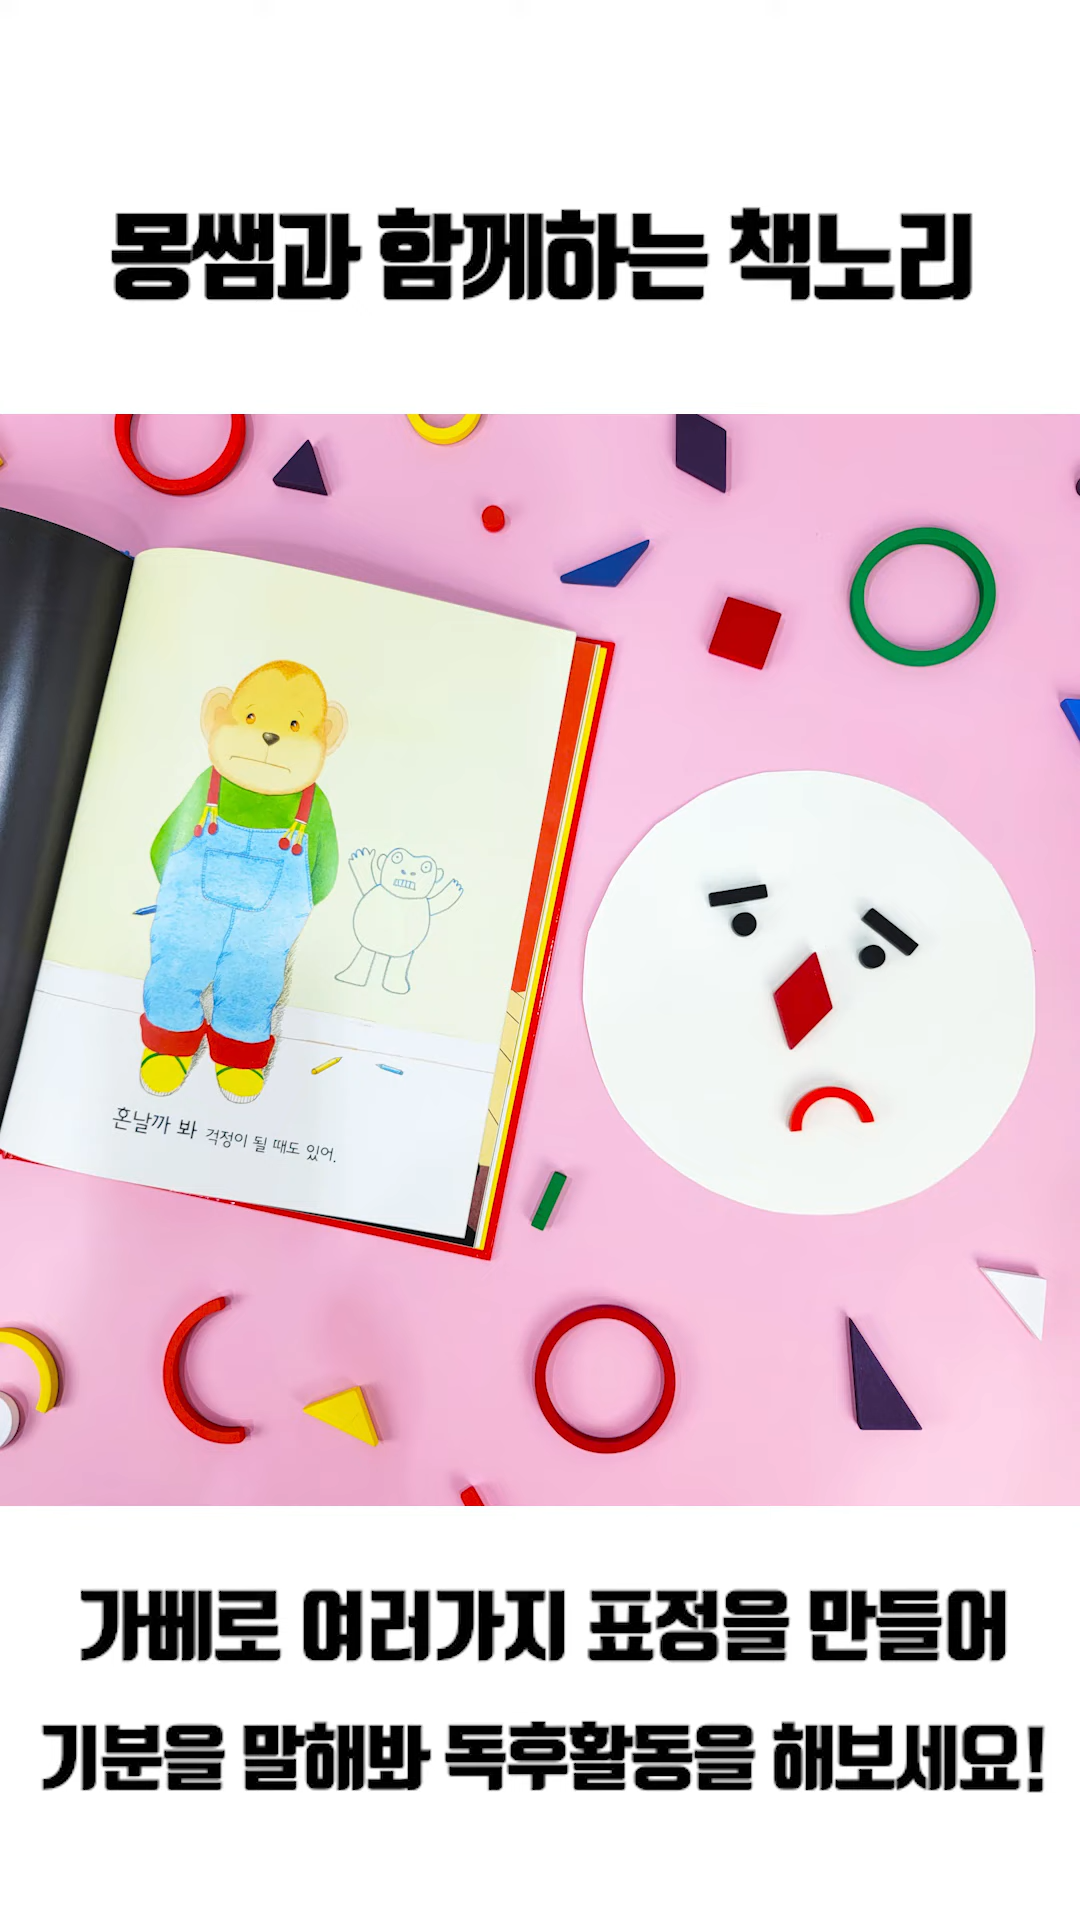 몽쌤과 함께하는 책노리
혼날까 봐 걱정이 될 때도 있어.
가베로 여러가지 표정을 만들어
기분을 말해봐 독후활동을 해보세요!